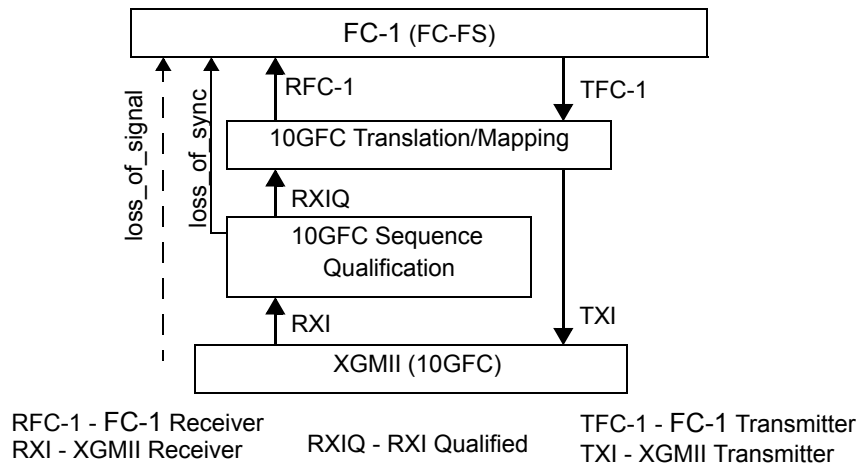 FC-1 (FC-FS)
loss_of_signal
loss_of_sync
RFC-1
TFC-1
10GFC Translation/Mapping
RXIQ
10GFC Sequence
Qualification
RXI
TXI
XGMII (10GFC)
RFC-1 - FC-1 Receiver
RXI - XGMII Receiver
RXIQ - RXI Qualified
TFC-1 - FC-1 Transmitter
TXI - XGMII Transmitter